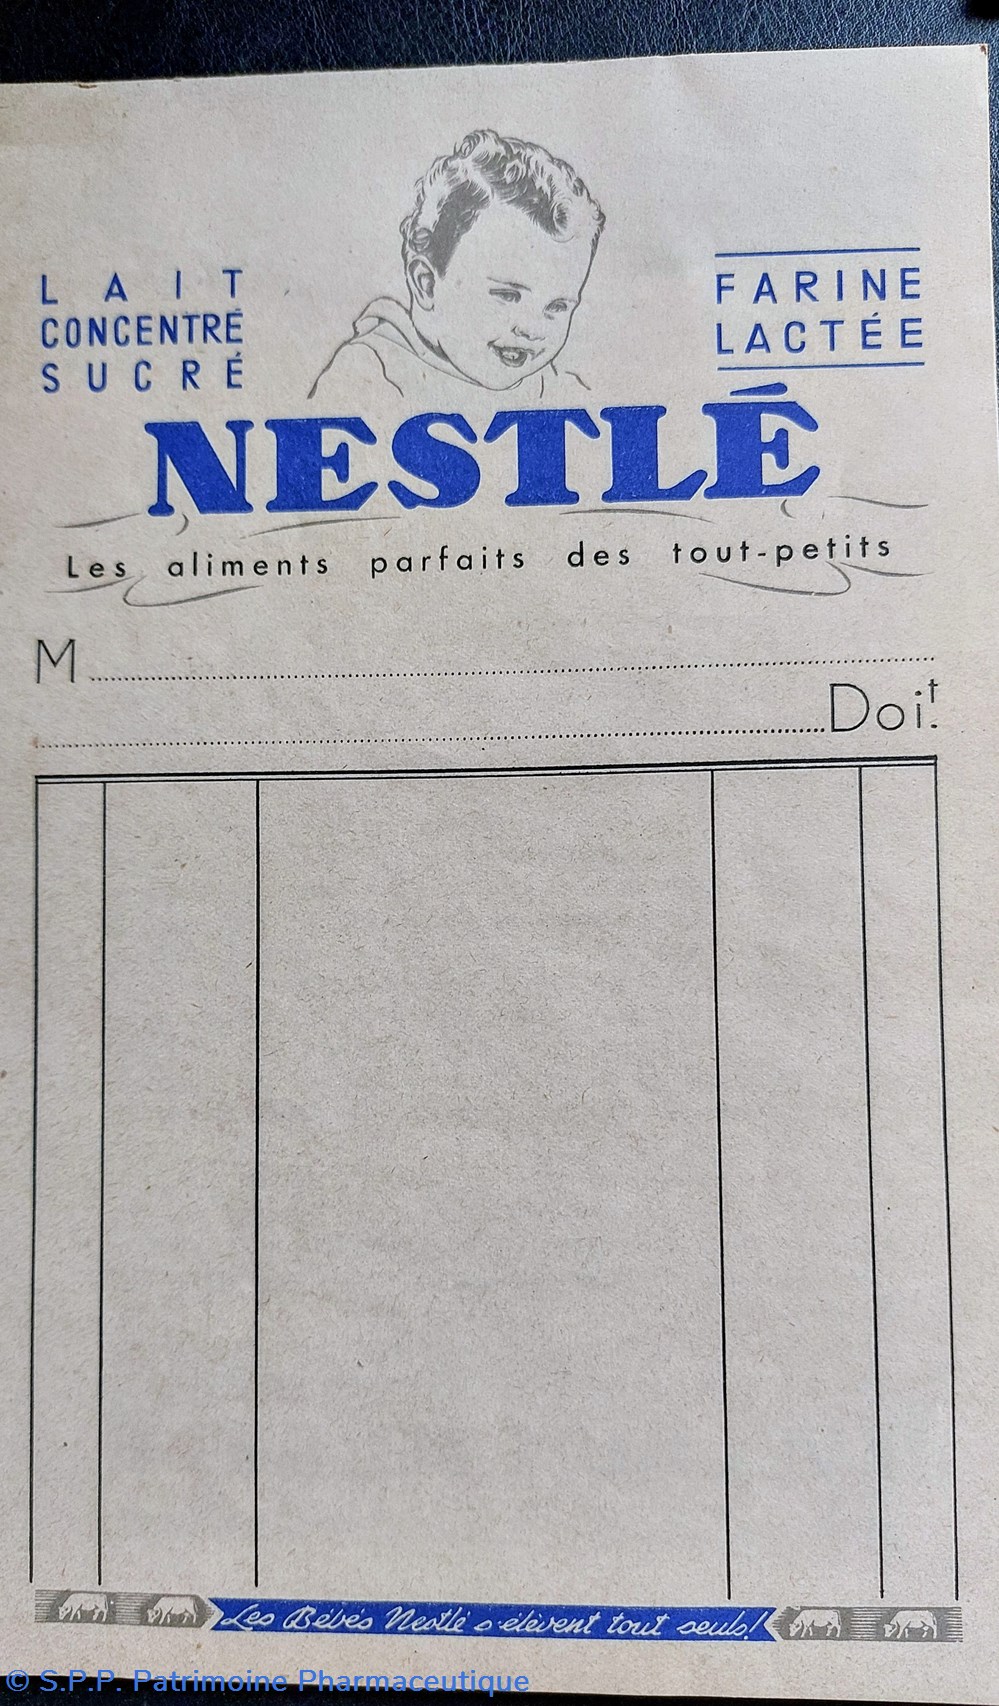 LAIT
CONCENTRÉ
SUCRÉ
FARINE
LACTÉE
NESTLÉ
Les aliments parfaits des tout-petits
M
Doi.t
Les Bébés Nestlé s'élèvent tout seuls!
© S.P.P. Patrimoine Pharmaceutique